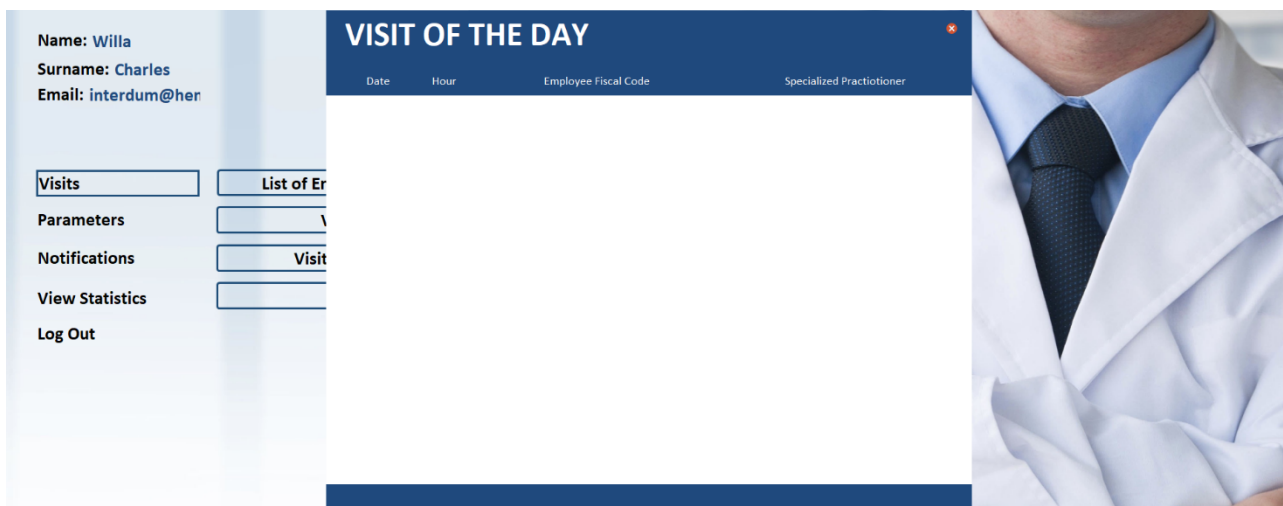 Name: Willa
Surname: Charles
Email: interdum@hen
Visits
Parameters
Notifications
View Statistics
Log Out
List of Er
Visit
VISIT OF THE DAY
Date Hour Employee Fiscal Code Specialized Practiotioner